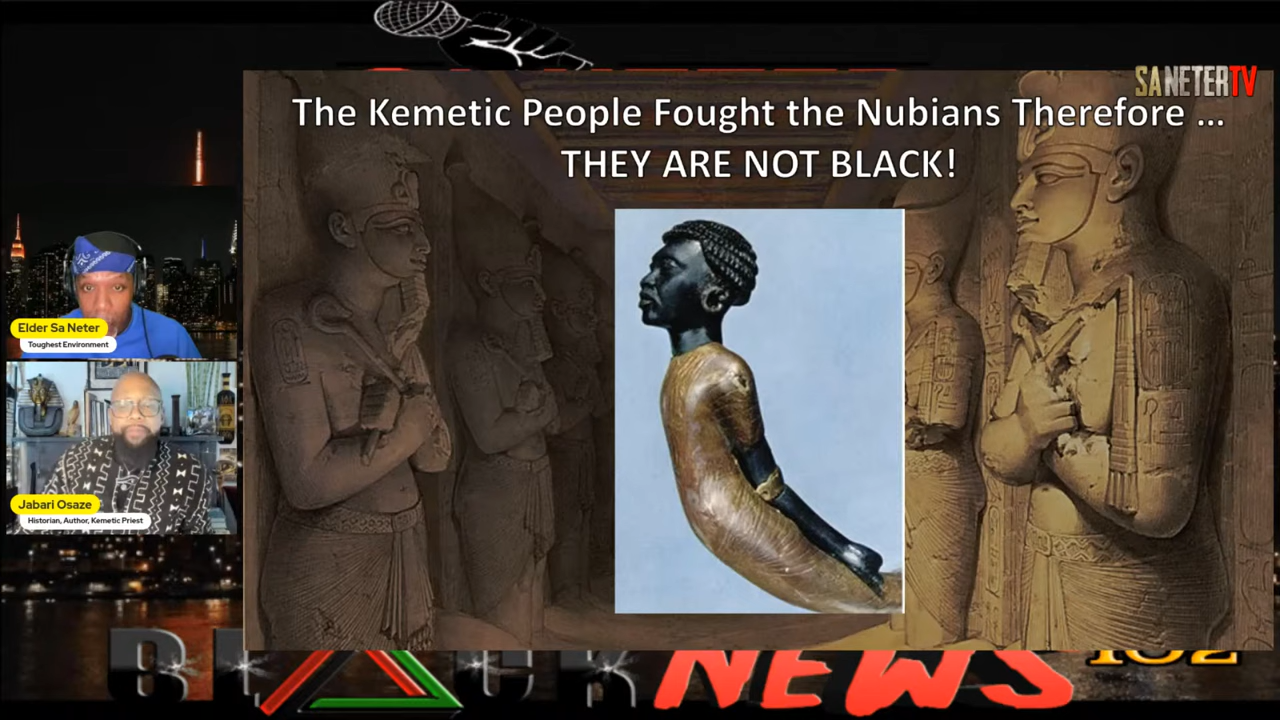 SANETERTV
The Kemetic People Fought the Nubians Therefore ...
THEY ARE NOT BLACK!
Elder Sa Neter
Toughest Environment
Jabari Osaze
Historian, Author, Kemetic Priest
NEWS